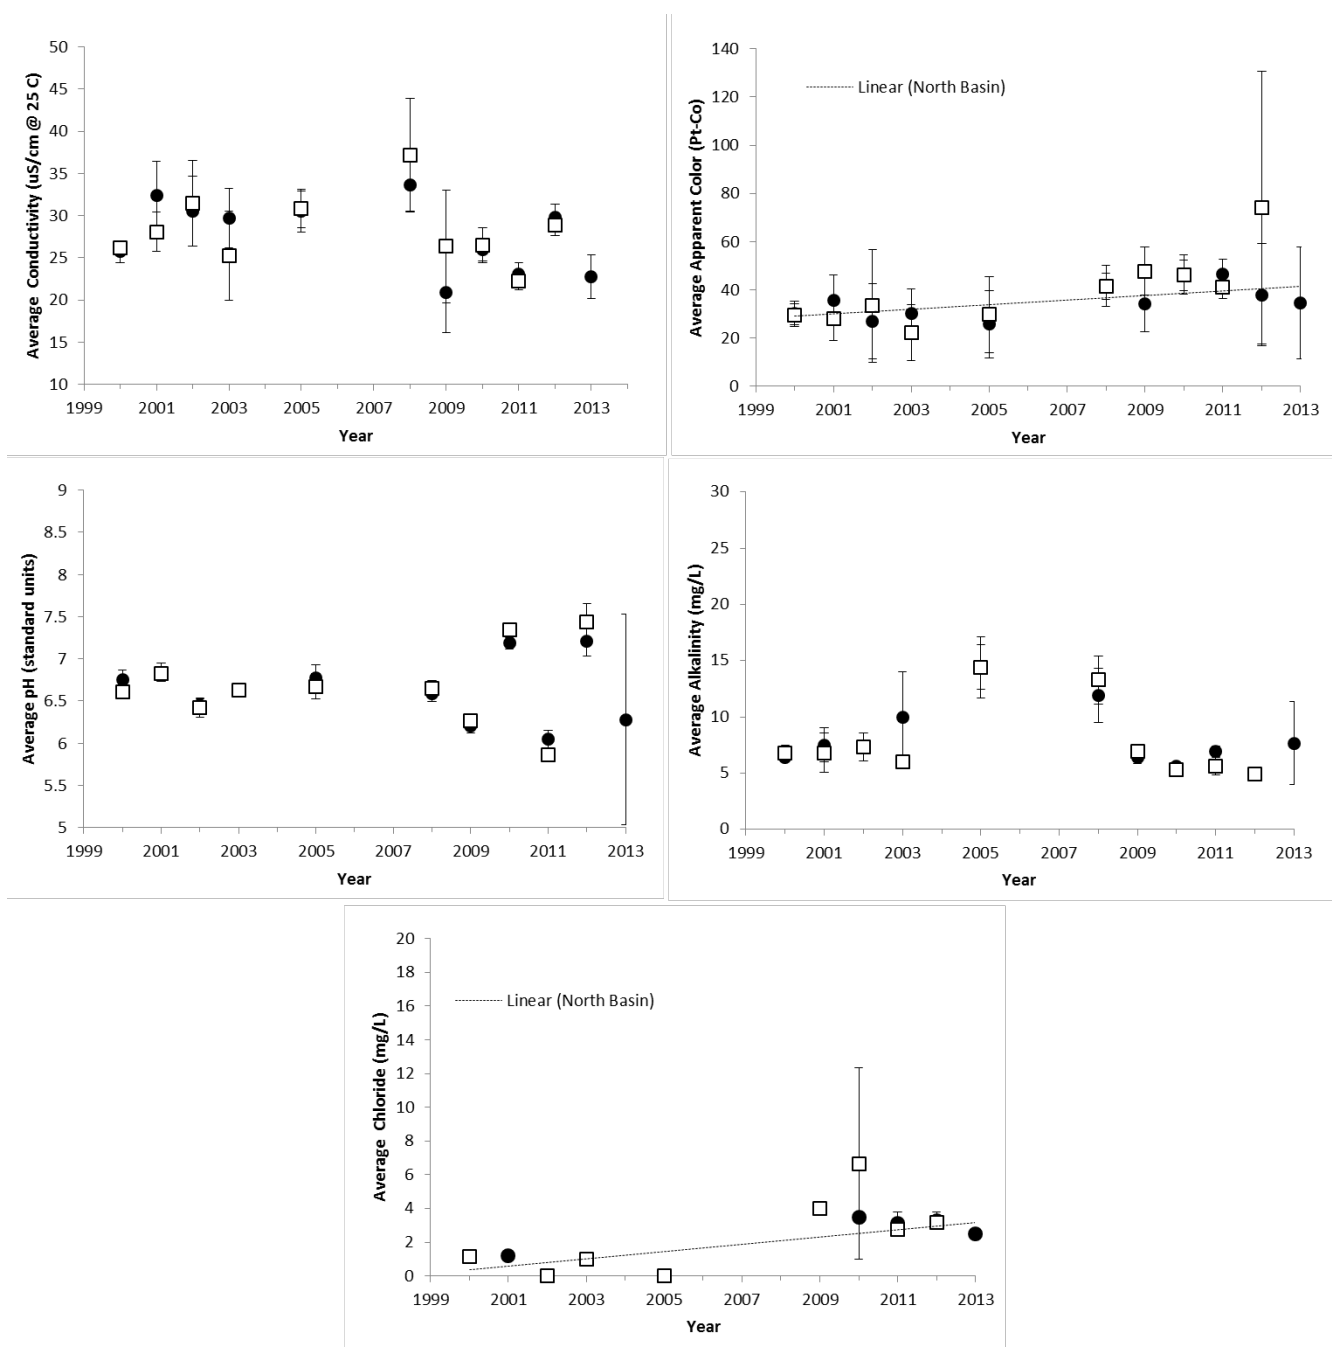 Average Conductivity (uS/cm @ 25 C)
50
45
40
35
30
25
20
15
10
1999 2001 2003 2005 2007 2009 2011 2013
Year
Average Apparent Color (Pt-Co)
140
120
100
80
60
40
20
0
Linear (North Basin)
1999 2001 2003 2005 2007 2009 2011 2013
Year
Average pH (standard units)
9
8.5
8
7.5
7
6.5
6
5.5
5
1999 2001 2003 2005 2007 2009 2011 2013
Year
Average Alkalinity (mg/L)
30
25
20
15
10
5
0
1999 2001 2003 2005 2007 2009 2011 2013
Year
Average Chloride (mg/L)
20
18
16
14
12
10
8
6
4
2
0
Linear (North Basin)
1999 2001 2003 2005 2007 2009 2011 2013
Year